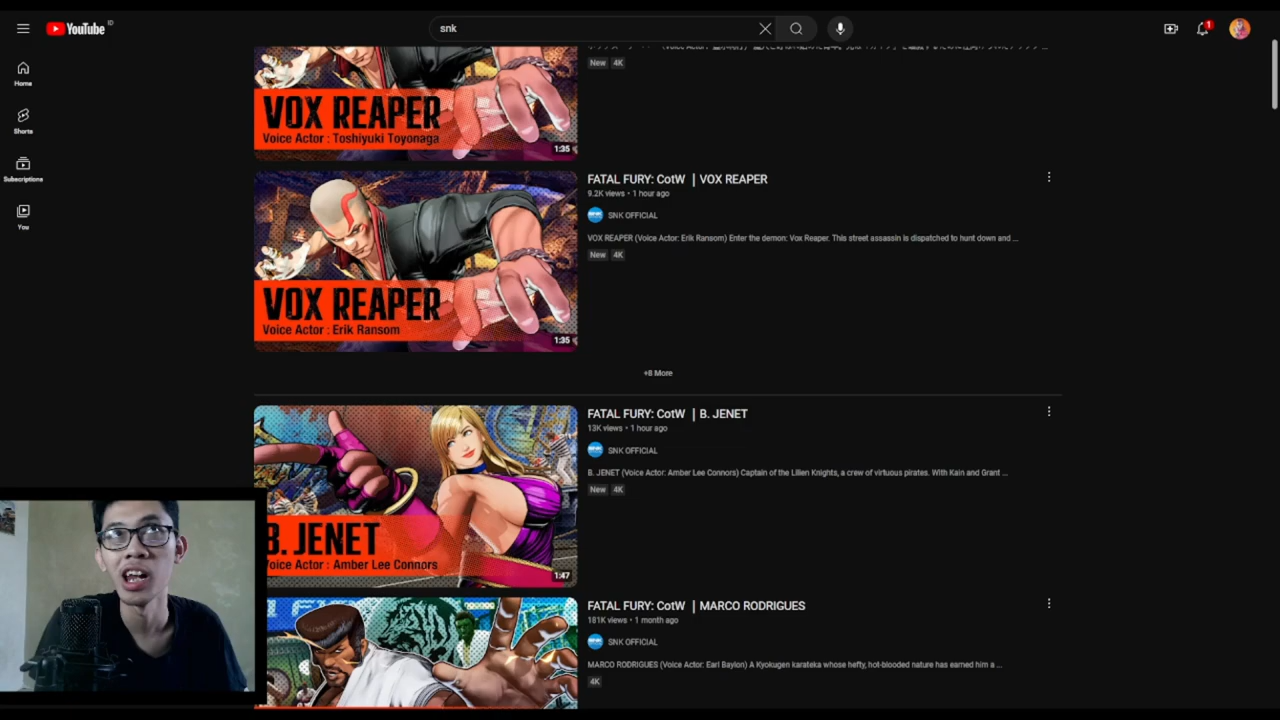 YouTube ID
snk
1
Home
Shorts
Subscriptions
You
New 4K
VOX REAPER
Voice Actor : Toshiyuki Toyonaga
1:35
FATAL FURY: CotW | VOX REAPER
9.2K views • 1 hour ago
SNK OFFICIAL
VOX REAPER (Voice Actor: Erik Ransom) Enter the demon: Vox Reaper. This street assassin is dispatched to hunt down and ...
New 4K
VOX REAPER
Voice Actor : Erik Ransom
1:35
+8 More
FATAL FURY: CotW | B. JENET
13K views • 1 hour ago
SNK OFFICIAL
B. JENET (Voice Actor: Amber Lee Connors) Captain of the Lilien Knights, a crew of virtuous pirates. With Kain and Grant ...
New 4K
B. JENET
Voice Actor : Amber Lee Connors
1:47
FATAL FURY: CotW | MARCO RODRIGUES
181K views • 1 month ago
SNK OFFICIAL
MARCO RODRIGUES (Voice Actor: Earl Baylon) A Kyokugen karateka whose hefty, hot-blooded nature has earned him a ...
4K